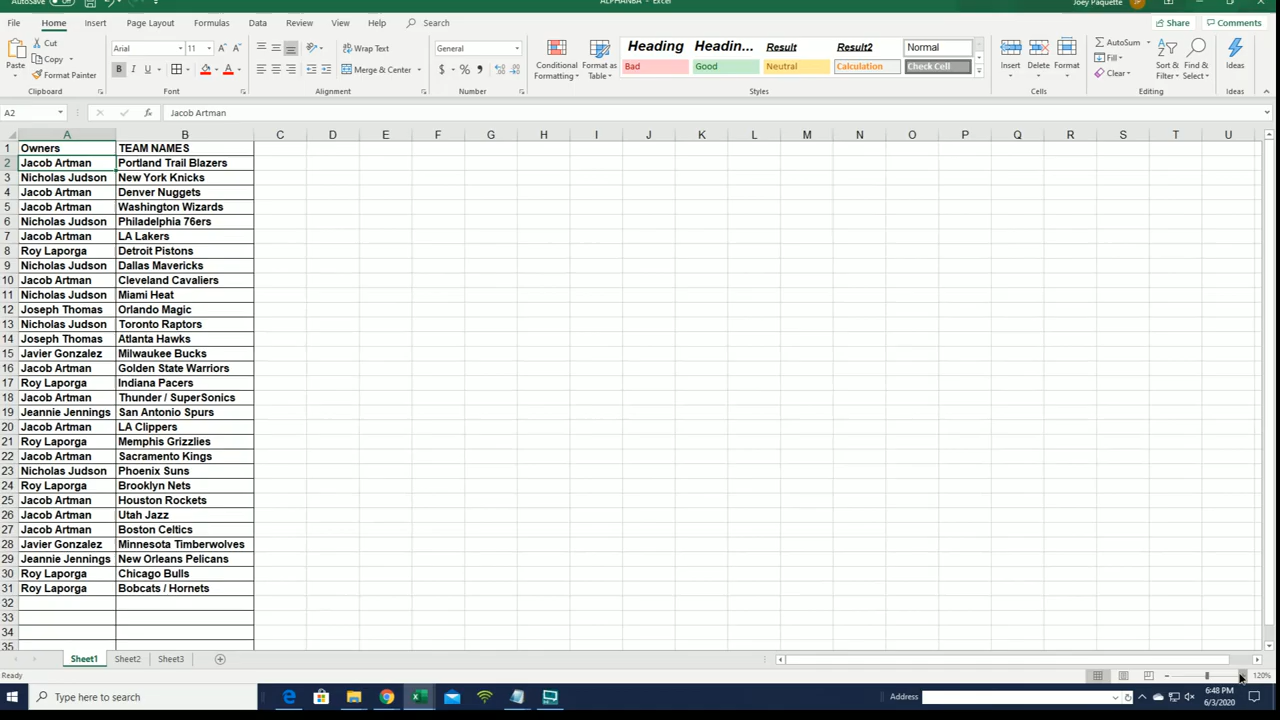 AutoSave Off ALPHANBA - Excel Joey Paquette JP
File Home Insert Page Layout Formulas Data Review View Help Search Share Comments
Paste Cut Copy Format Painter Clipboard
Arial 11 A A B I U A Font
Wrap Text Merge & Center Alignment
General $ % Number
Conditional Formatting Format as Table
Heading Headin... Result Result2 Normal
Bad Good Neutral Calculation Check Cell
Styles
Insert Delete Format Cells
AutoSum Fill Clear Sort & Filter Find & Select Editing
Ideas Ideas
A2 fx Jacob Artman
A B C D E F G H I J K L M N O P Q R S T U
1 Owners TEAM NAMES
2 Jacob Artman Portland Trail Blazers
3 Nicholas Judson New York Knicks
4 Jacob Artman Denver Nuggets
5 Jacob Artman Washington Wizards
6 Nicholas Judson Philadelphia 76ers
7 Jacob Artman LA Lakers
8 Roy Laporga Detroit Pistons
9 Nicholas Judson Dallas Mavericks
10 Jacob Artman Cleveland Cavaliers
11 Nicholas Judson Miami Heat
12 Joseph Thomas Orlando Magic
13 Nicholas Judson Toronto Raptors
14 Joseph Thomas Atlanta Hawks
15 Javier Gonzalez Milwaukee Bucks
16 Jacob Artman Golden State Warriors
17 Roy Laporga Indiana Pacers
18 Jacob Artman Thunder / SuperSonics
19 Jeannie Jennings San Antonio Spurs
20 Jacob Artman LA Clippers
21 Roy Laporga Memphis Grizzlies
22 Jacob Artman Sacramento Kings
23 Nicholas Judson Phoenix Suns
24 Roy Laporga Brooklyn Nets
25 Jacob Artman Houston Rockets
26 Jacob Artman Utah Jazz
27 Jacob Artman Boston Celtics
28 Javier Gonzalez Minnesota Timberwolves
29 Jeannie Jennings New Orleans Pelicans
30 Roy Laporga Chicago Bulls
31 Roy Laporga Bobcats / Hornets
32
33
34
35
Sheet1 Sheet2 Sheet3
Ready 120%
Type here to search Address 6:48 PM
6/3/2020